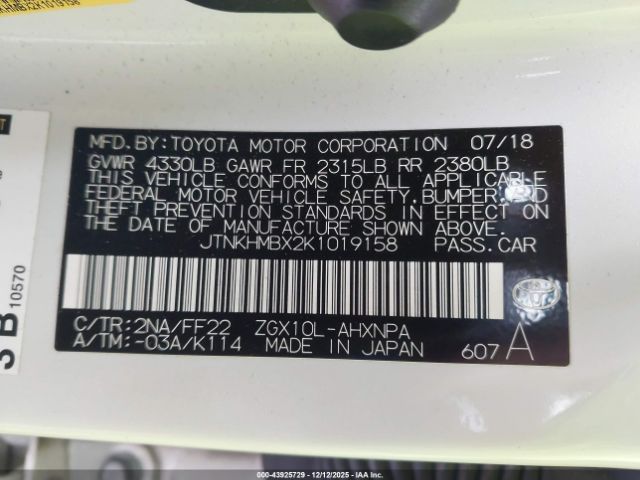 X2K1019158
MFD. BY: TOYOTA MOTOR CORPORATION 07/18
GVWR 4330LB GAWR FR 2315LB RR 2380LB
THIS VEHICLE CONFORMS TO ALL APPLICABLE
FEDERAL MOTOR VEHICLE SAFETY, BUMPER, AND
THEFT PREVENTION STANDARDS IN EFFECT ON
THE DATE OF MANUFACTURE SHOWN ABOVE.
JTNKHMBX2K1019158 PASS.CAR
C/TR: 2NA/FF22 ZGX10L-AHXNPA
A/TM: -03A/K114 MADE IN JAPAN 607 A
3 B 10570
© COPY - 43925729 - 12/12/2025 - IAA Inc.